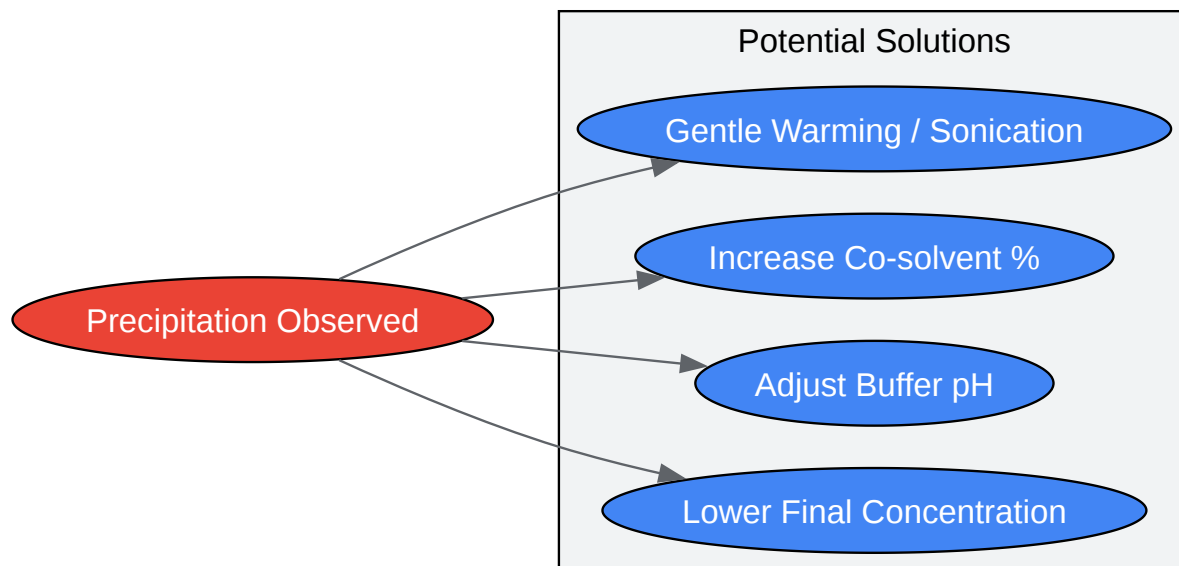 Potential Solutions
Gentle Warming / Sonication
Increase Co-solvent %
Precipitation Observed
Adjust Buffer pH
Lower Final Concentration